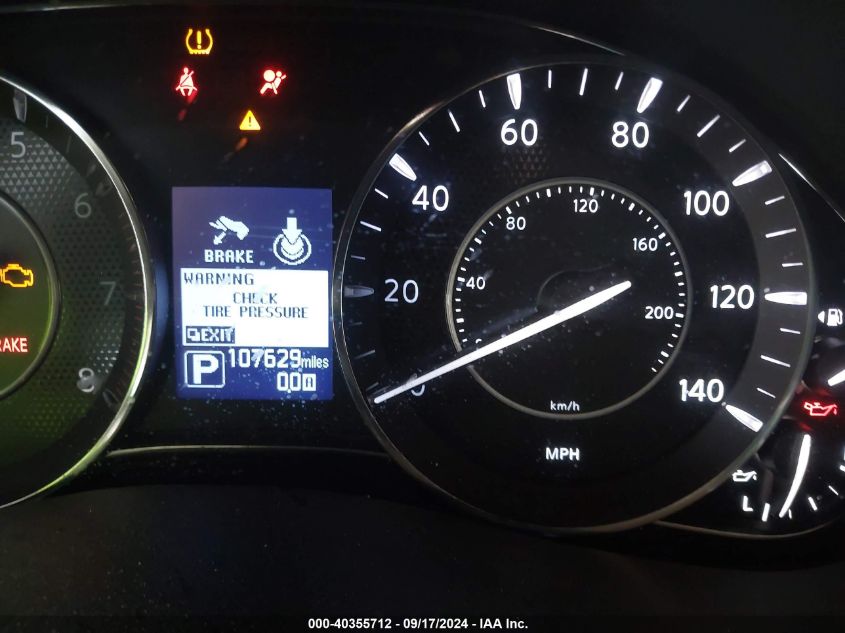 5
6
7
8
RAKE
BRAKE
WARNING
CHECK
TIRE PRESSURE
EXIT
P 107629 miles
0.0
20
40
60
80
100
120
140
40
80
120
160
200
km/h
MPH
L
000-40355712 - 09/17/2024 - IAA Inc.